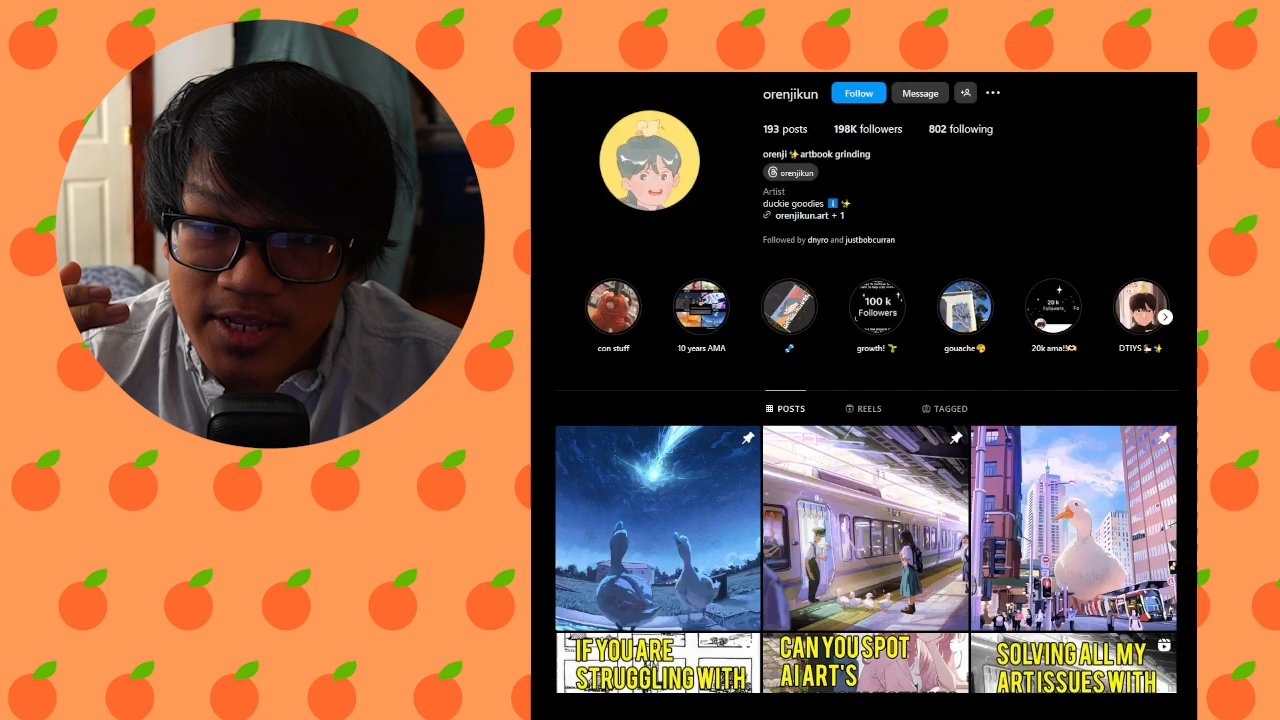 orenjikun Follow Message
193 posts 198K followers 802 following
orenji ✨artbook grinding
orenjikun
Artist
duckie goodies ℹ️ ✨
orenjikun.art + 1
Followed by dnyro and justbobcurran
100 k
Followers
20 k
Followers
con stuff 10 years AMA 💤 growth! 🌱 gouache🎨 20k ama!!🫶 DTIYS 🦆✨
POSTS REELS TAGGED
IF YOU ARE
STRUGGLING WITH
CAN YOU SPOT
AI ART'S
SOLVING ALL MY
ART ISSUES WITH